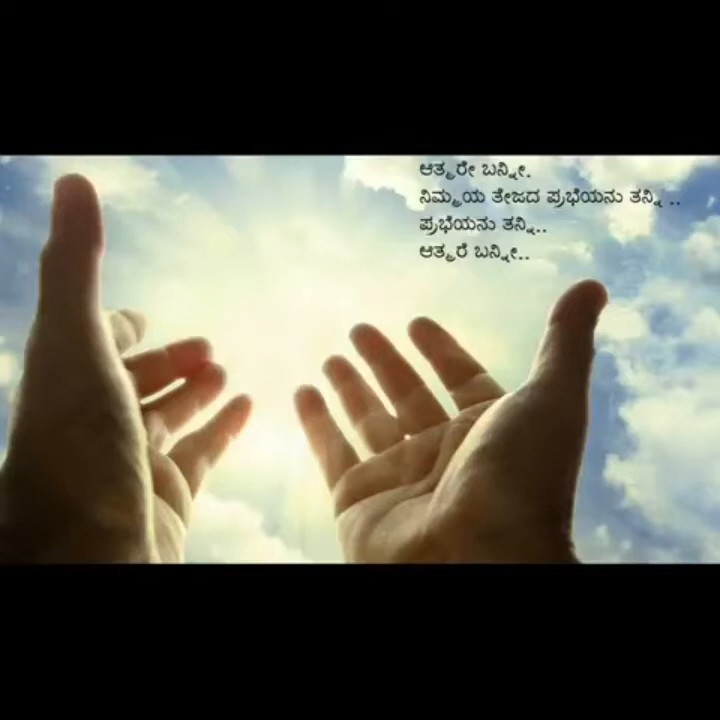 ಆತ್ಮರೇ ಬನ್ನೀ.
ನಿಮ್ಮಯ ತೇಜದ ಪ್ರಭೆಯನು ತನ್ನಿ ..
ಪ್ರಭೆಯನು ತನ್ನಿ..
ಆತ್ಮರೆ ಬನ್ನೀ..